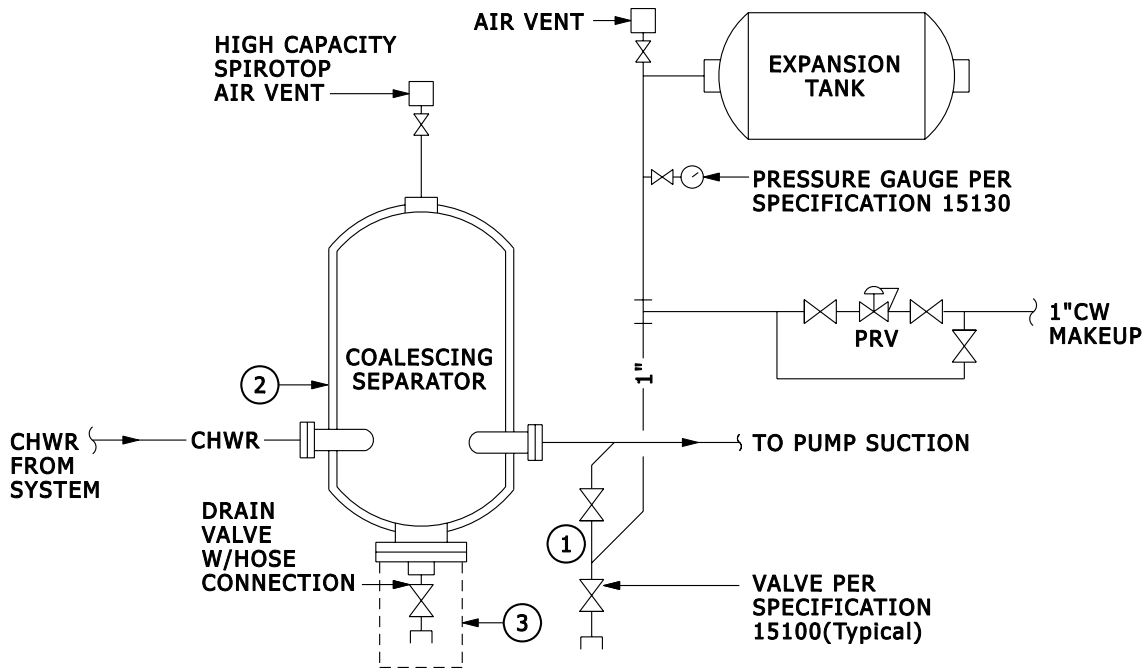 AIR VENT
HIGH CAPACITY
SPIROTOP
AIR VENT
EXPANSION
TANK
PRESSURE GAUGE PER
SPECIFICATION 15130
1"CW
MAKEUP
PRV
COALESCING
SEPARATOR
2
1"
CHWR
FROM
SYSTEM
CHWR
TO PUMP SUCTION
DRAIN
VALVE
W/HOSE
CONNECTION
1
3
VALVE PER
SPECIFICATION
15100(Typical)